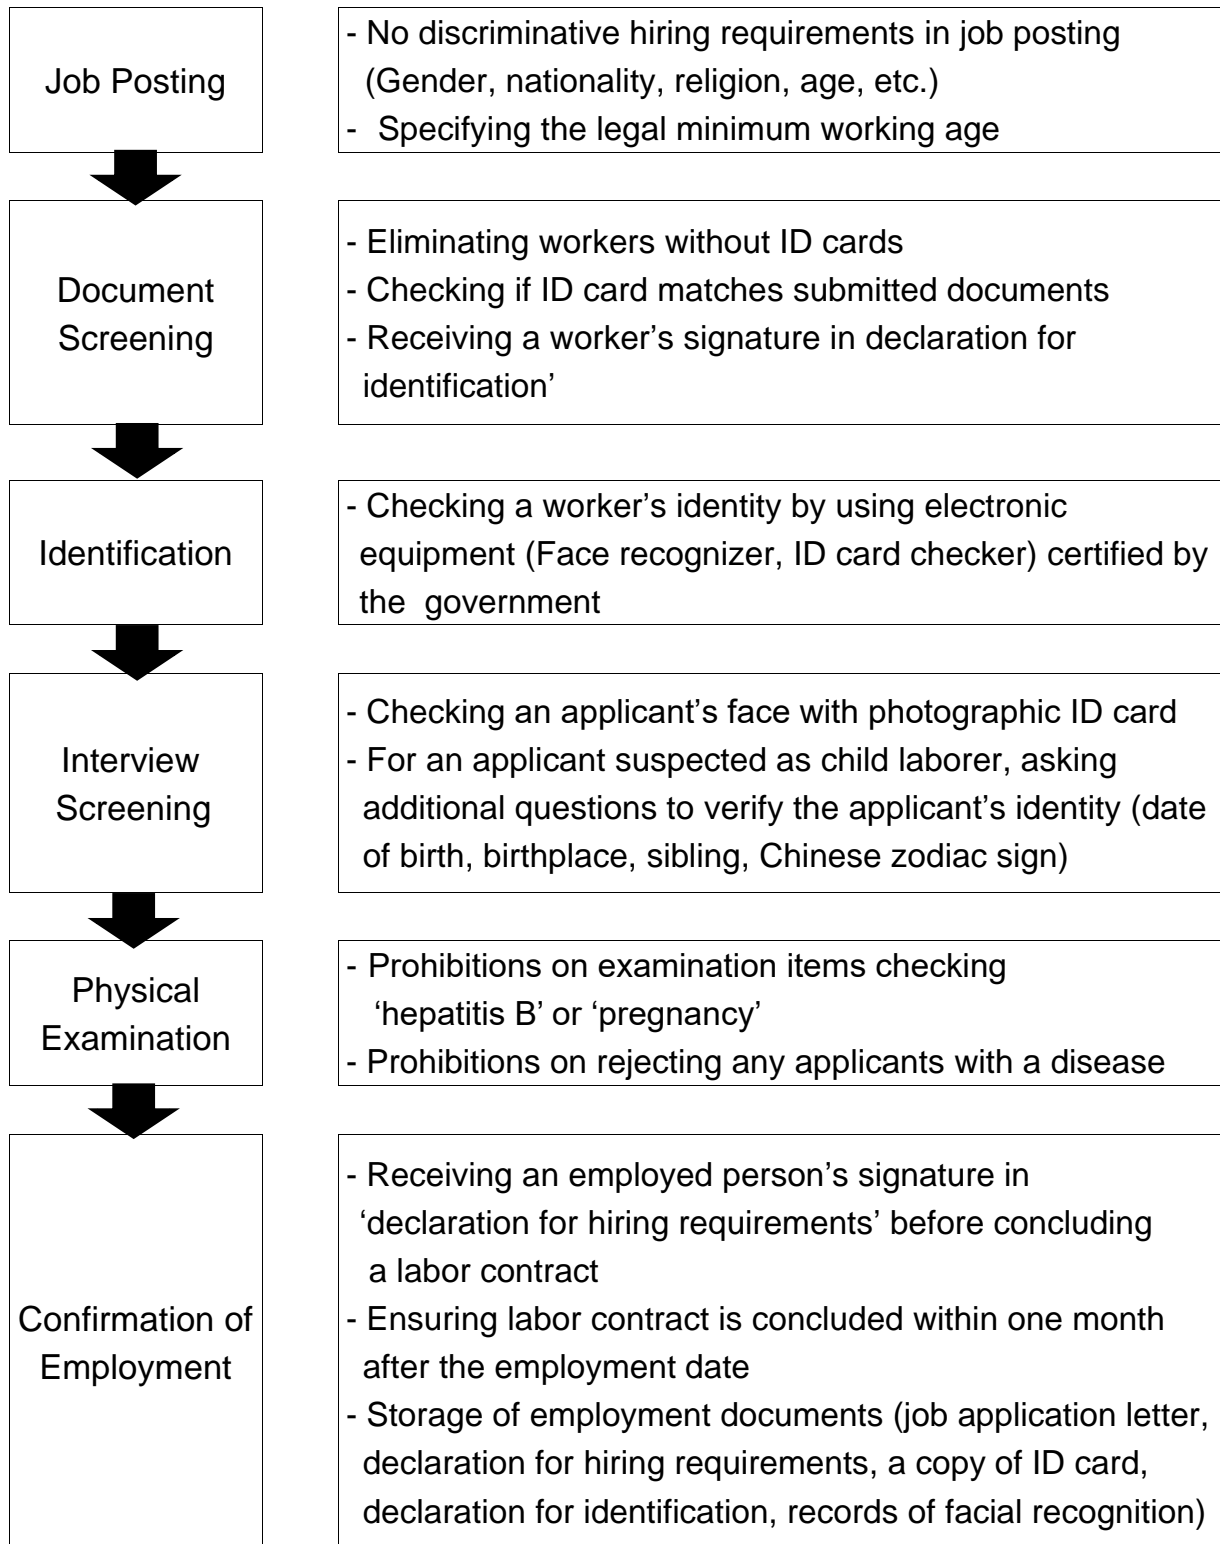 Job Posting
- No discriminative hiring requirements in job posting
(Gender, nationality, religion, age, etc.)
- Specifying the legal minimum working age
Document
Screening
- Eliminating workers without ID cards
- Checking if ID card matches submitted documents
- Receiving a worker’s signature in declaration for
identification’
Identification
- Checking a worker’s identity by using electronic
equipment (Face recognizer, ID card checker) certified by
the government
Interview
Screening
- Checking an applicant’s face with photographic ID card
- For an applicant suspected as child laborer, asking
additional questions to verify the applicant’s identity (date
of birth, birthplace, sibling, Chinese zodiac sign)
Physical
Examination
- Prohibitions on examination items checking
‘hepatitis B’ or ‘pregnancy’
- Prohibitions on rejecting any applicants with a disease
Confirmation of
Employment
- Receiving an employed person’s signature in
‘declaration for hiring requirements’ before concluding
a labor contract
- Ensuring labor contract is concluded within one month
after the employment date
- Storage of employment documents (job application letter,
declaration for hiring requirements, a copy of ID card,
declaration for identification, records of facial recognition)